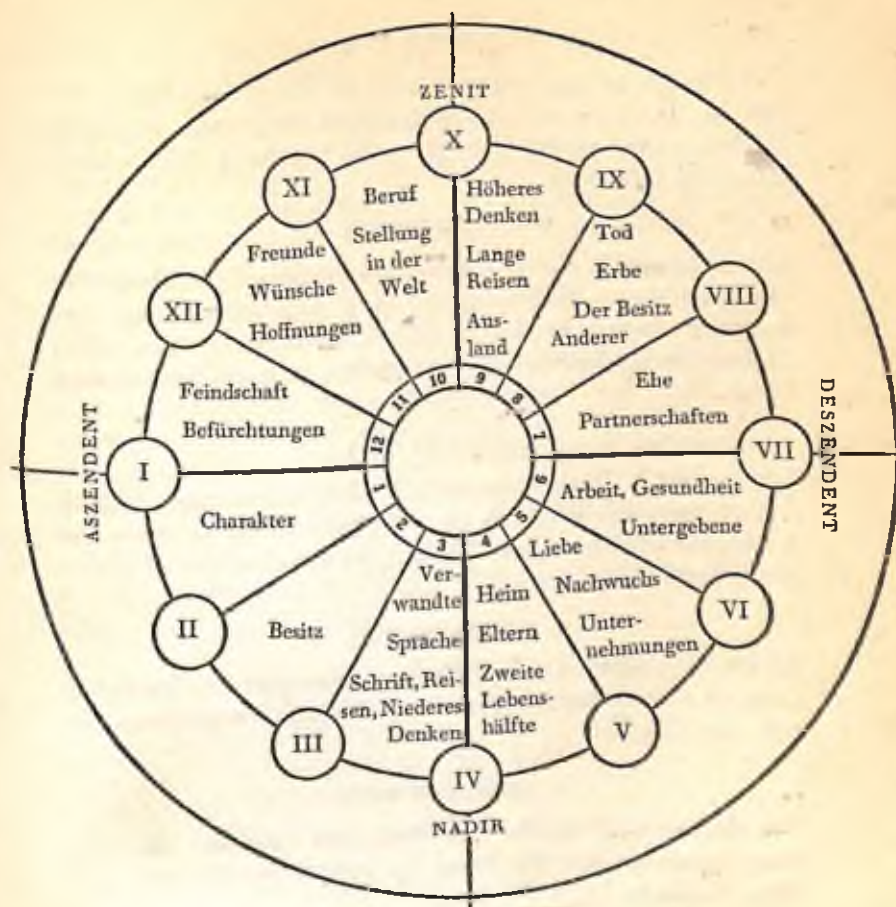 ZENIT
X
XI
IX
XII
VIII
Beruf
Stellung
in der
Welt
Höheres
Denken
Lange
Reisen
Aus-
land
Tod
Erbe
Der Besitz
Anderer
Freunde
Wünsche
Hoffnungen
Ehe
Partnerschaften
Feindschaft
Befürchtungen
ASZENDENT
I
VII
DESZENDENT
10
9
11
8
12
7
1
6
2
5
3
4
Charakter
Besitz
Ver-
wandte
Sprache
Schrift, Rei-
sen, Niederes
Denken
Heim
Eltern
Zweite
Lebens-
hälfte
Liebe
Nachwuchs
Unter-
nehmungen
Arbeit, Gesundheit
Untergebene
II
VI
III
V
IV
NADIR